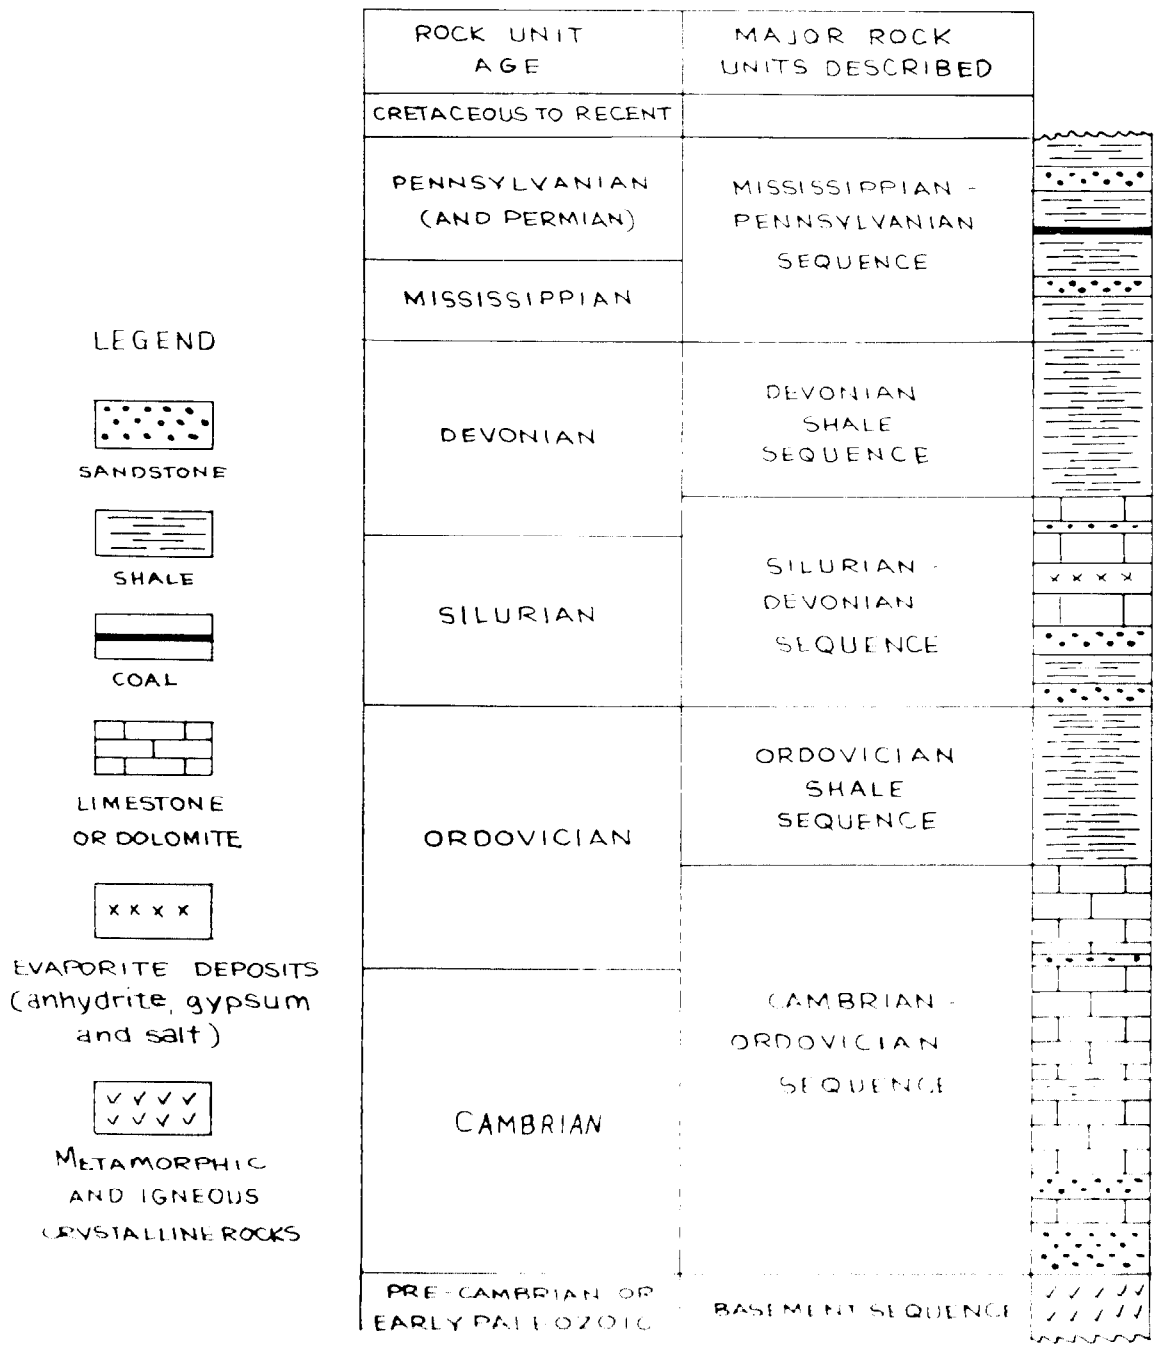 ROCK UNIT
AGE
MAJOR ROCK
UNITS DESCRIBED
CRETACEOUS TO RECENT
PENNSYLVANIAN
(AND PERMIAN)
MISSISSIPPIAN -
PENNSYLVANIAN
SEQUENCE
MISSISSIPPIAN
DEVONIAN
DEVONIAN
SHALE
SEQUENCE
SILURIAN
SILURIAN -
DEVONIAN
SEQUENCE
ORDOVICIAN
ORDOVICIAN
SHALE
SEQUENCE
CAMBRIAN
CAMBRIAN -
ORDOVICIAN
SEQUENCE
PRE-CAMBRIAN OR
EARLY PALEOZOIC
BASEMENT SEQUENCE
LEGEND
SANDSTONE
SHALE
COAL
LIMESTONE
OR DOLOMITE
EVAPORITE DEPOSITS
(anhydrite, gypsum
and salt)
METAMORPHIC
AND IGNEOUS
CRYSTALLINE ROCKS